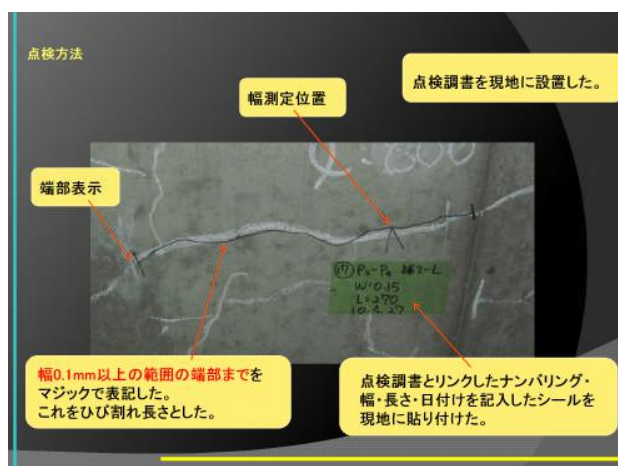 点検方法
点検調書を現地に設置した。
幅測定位置
端部表示
W=0.15
L=270
幅0.1mm以上の範囲の端部までを
マジックで表記した。
これをひび割れ長さとした。
点検調書とリンクしたナンバリング・
幅・長さ・日付けを記入したシールを
現地に貼り付けた。